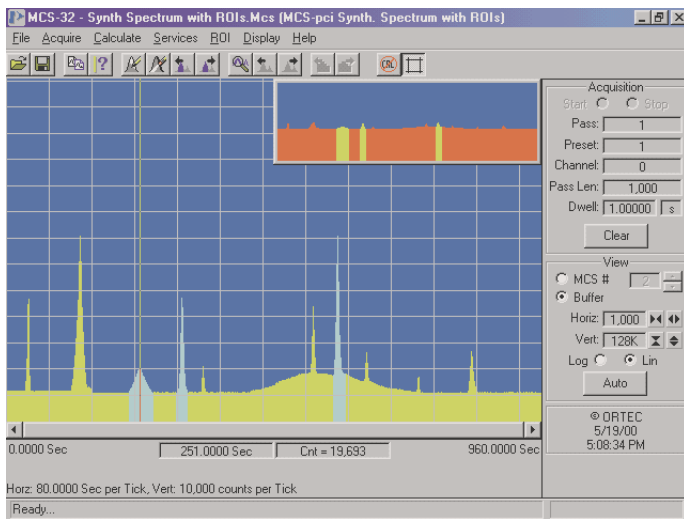 MCS-32 - Synth Spectrum with ROIs.Mcs (MCS-pci Synth. Spectrum with ROIs)
File Acquire Calculate Services ROI Display Help
Acquisition
Start Stop
Pass: 1
Preset: 1
Channel: 0
Pass Len: 1,000
Dwell: 1.00000 s
Clear
View
MCS # 2
Buffer
Horiz: 1,000
Vert: 128K
Log Lin
Auto
© ORTEC
5/19/00
5:08:34 PM
0.0000 Sec 251.0000 Sec Cnt = 19,693 960.0000 Sec
Horz: 80.0000 Sec per Tick, Vert: 10,000 counts per Tick
Ready...